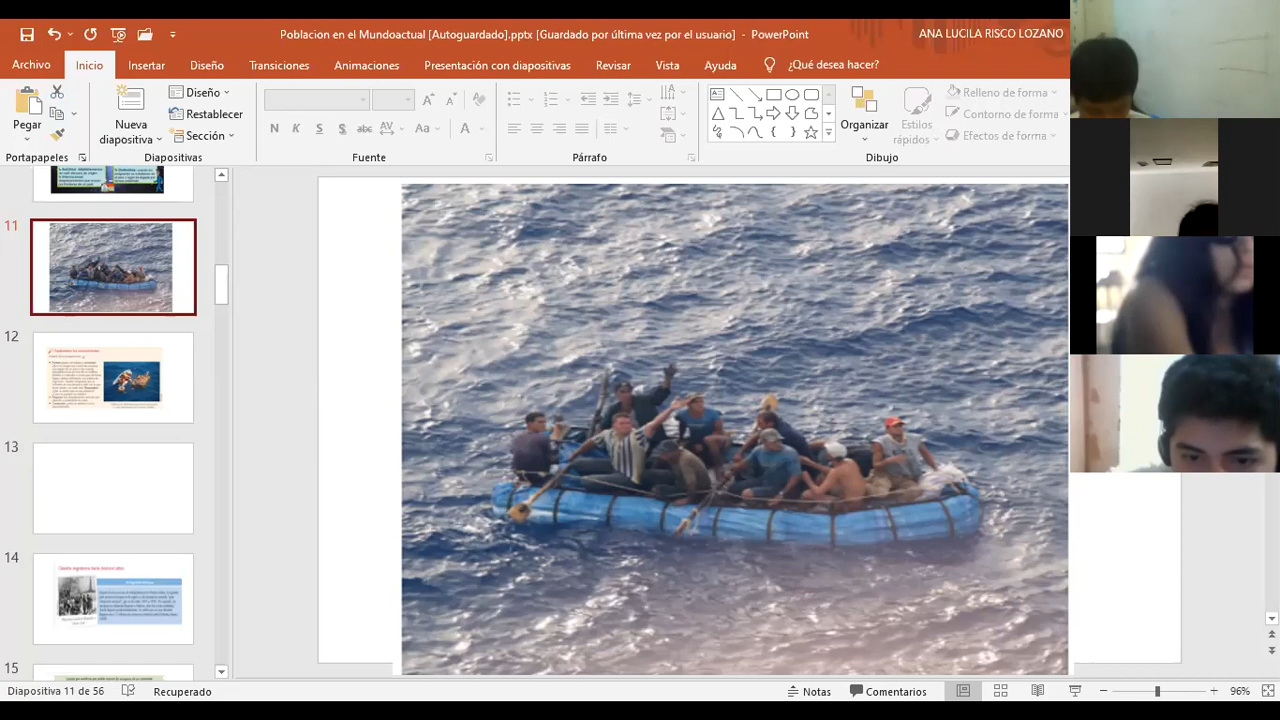 Poblacion en el Mundoactual [Autoguardado].pptx [Guardado por última vez por el usuario] - PowerPoint
ANA LUCILA RISCO LOZANO
Archivo
Inicio
Insertar
Diseño
Transiciones
Animaciones
Presentación con diapositivas
Revisar
Vista
Ayuda
¿Qué desea hacer?
Pegar
Nueva
diapositiva
Diseño
Restablecer
Sección
N K S S abc AV Aa A
Organizar
Estilos
rápidos
Relleno de forma
Contorno de forma
Efectos de forma
Portapapeles
Diapositivas
Fuente
Párrafo
Dibujo
11
12
13
14
15
Diapositiva 11 de 56
Recuperado
Notas
Comentarios
96%